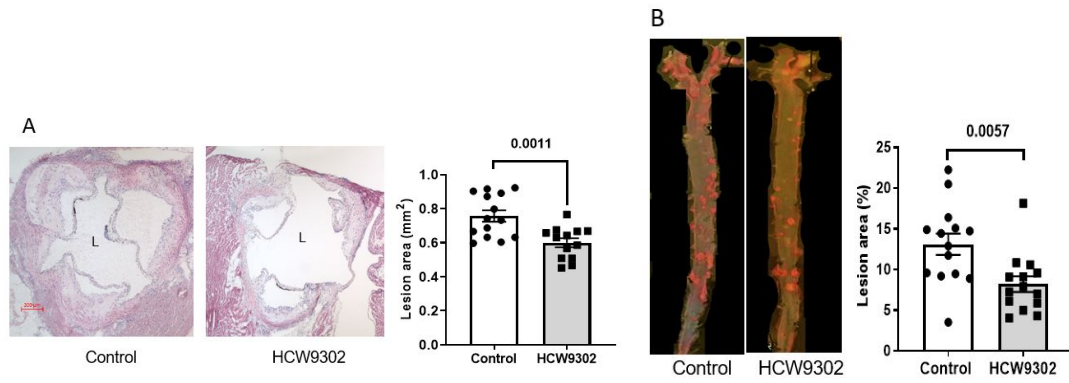 A
L
200μm
Control
L
HCW9302
0.0011
Lesion area (mm²)
1.0
0.8
0.6
0.4
0.2
0.0
Control
HCW9302
B
Control
HCW9302
0.0057
Lesion area (%)
25
20
15
10
5
0
Control
HCW9302